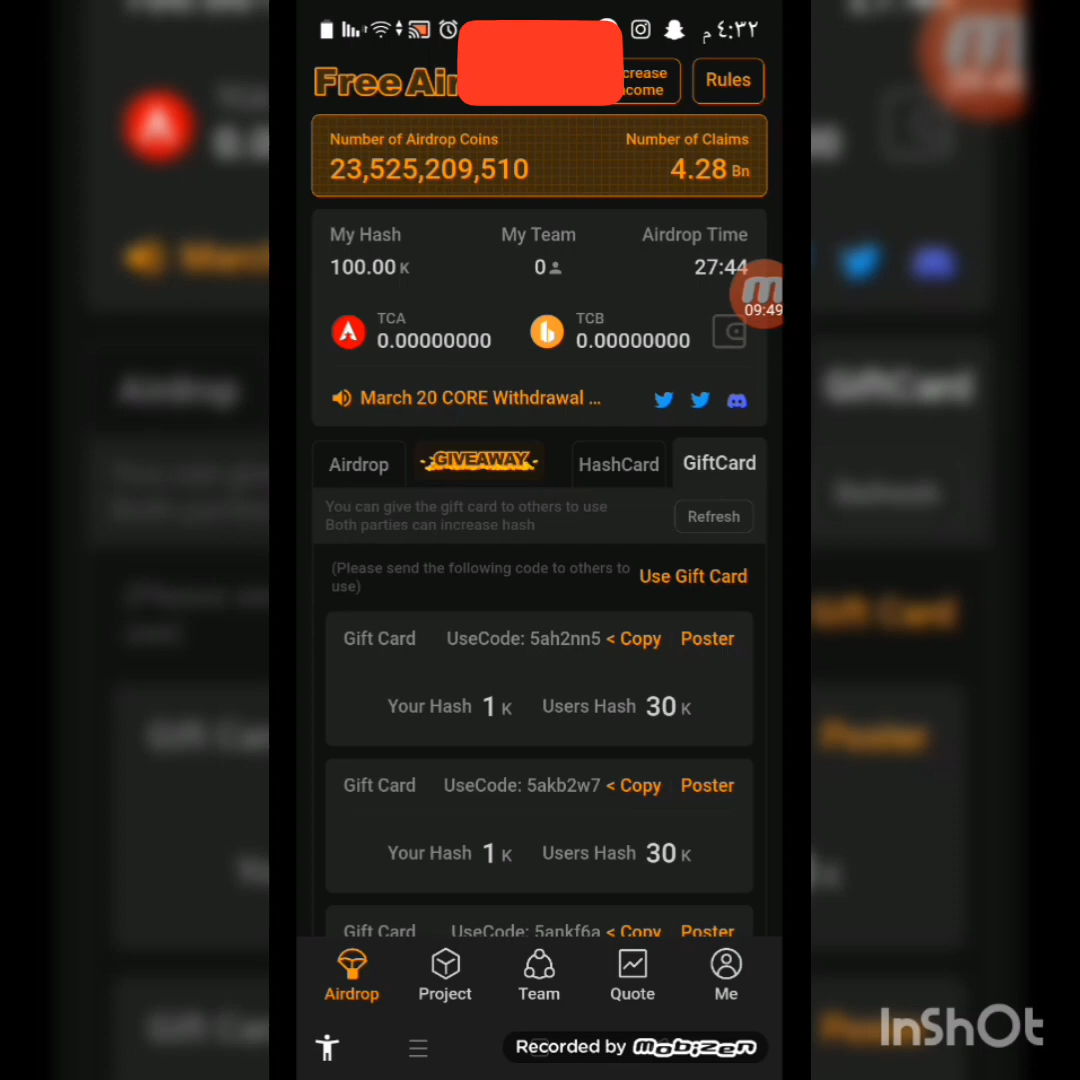 ٤:٣٢ م
Free Air
crease
come
Rules
Number of Airdrop Coins
Number of Claims
23,525,209,510
4.28 Bn
My Hash
My Team
Airdrop Time
100.00 K
0
27:44
09:49
TCA
0.00000000
TCB
0.00000000
March 20 CORE Withdrawal ...
Airdrop
GIVEAWAY
HashCard
GiftCard
You can give the gift card to others to use
Both parties can increase hash
Refresh
(Please send the following code to others to
use)
Use Gift Card
Gift Card UseCode: 5ah2nn5 < Copy Poster
Your Hash 1 K Users Hash 30 K
Gift Card UseCode: 5akb2w7 < Copy Poster
Your Hash 1 K Users Hash 30 K
Gift Card UseCode: 5ankf6a < Copy Poster
Airdrop
Project
Team
Quote
Me
Recorded by mobizen
InShOt